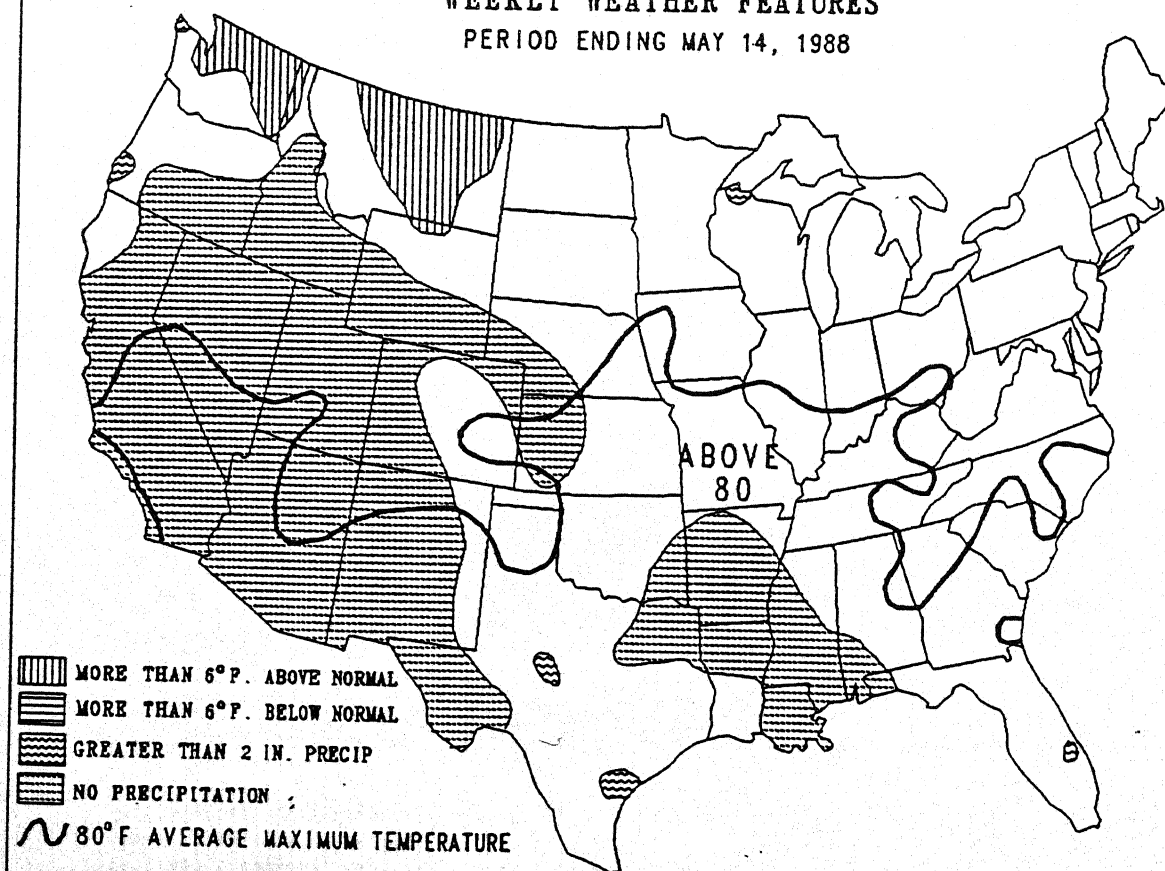 WEEKLY WEATHER FEATURES
PERIOD ENDING MAY 14, 1988
ABOVE
80
MORE THAN 6°F. ABOVE NORMAL
MORE THAN 6°F. BELOW NORMAL
GREATER THAN 2 IN. PRECIP
NO PRECIPITATION
80°F AVERAGE MAXIMUM TEMPERATURE